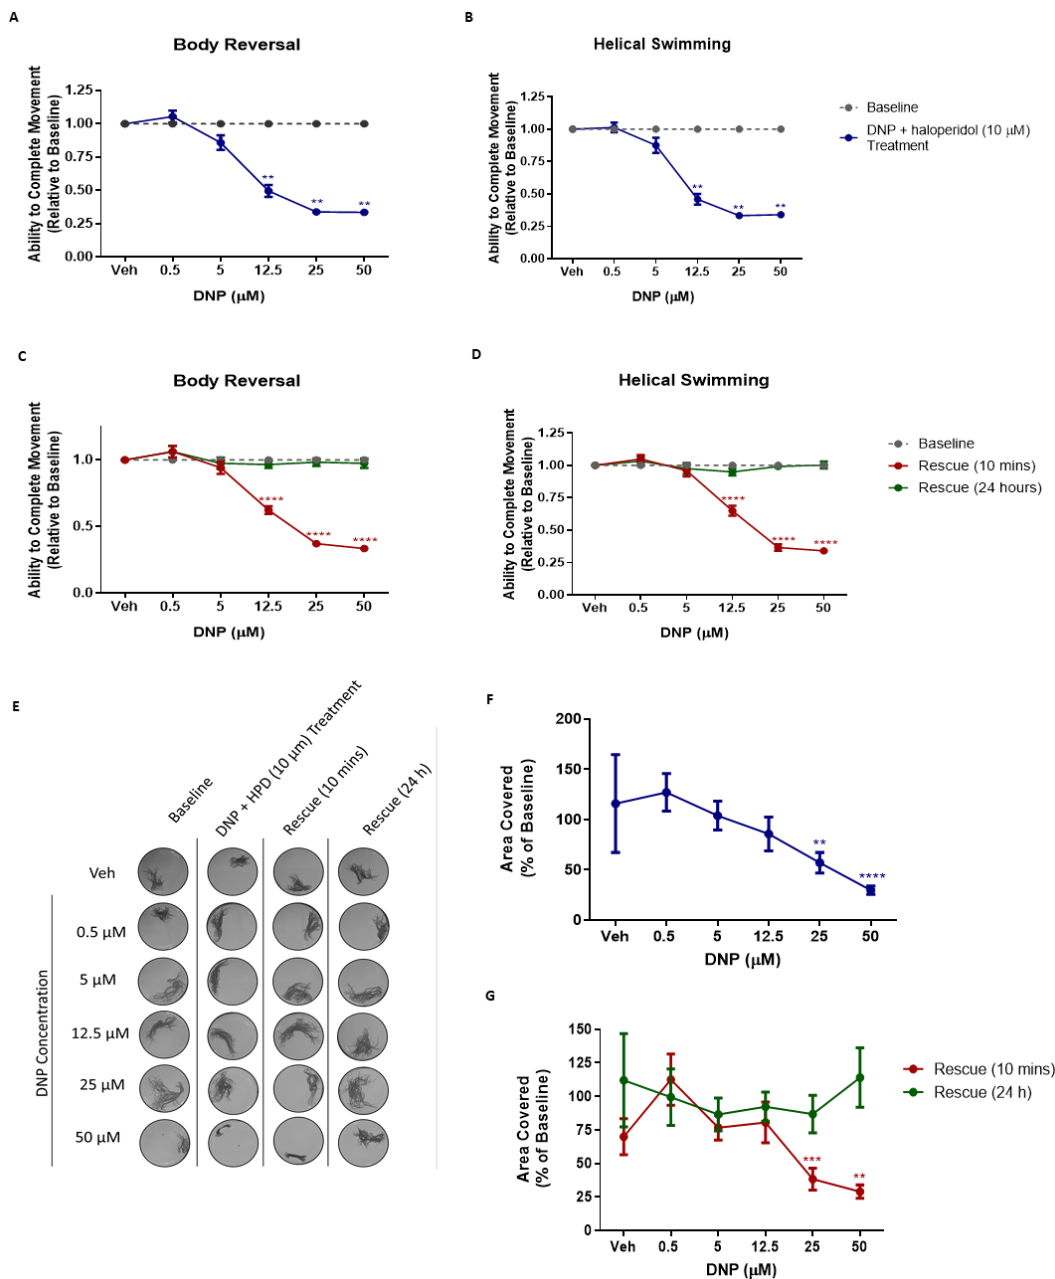 A
Body Reversal
Ability to Complete Movement
(Relative to Baseline)
1.25
1.00
0.75
0.50
0.25
0.00
**
**
**
Veh 0.5 5 12.5 25 50
DNP (μM)
B
Helical Swimming
Ability to Complete Movement
(Relative to Baseline)
1.25
1.00
0.75
0.50
0.25
0.00
**
**
**
Veh 0.5 5 12.5 25 50
DNP (μM)
Baseline
DNP + haloperidol (10 μM)
Treatment
C
Body Reversal
Ability to Complete Movement
(Relative to Baseline)
1.0
0.5
0.0
****
****
****
Veh 0.5 5 12.5 25 50
DNP (μM)
D
Helical Swimming
Ability to Complete Movement
(Relative to Baseline)
1.25
1.00
0.75
0.50
0.25
0.00
****
****
****
Veh 0.5 5 12.5 25 50
DNP (μM)
Baseline
Rescue (10 mins)
Rescue (24 hours)
E
Baseline
DNP + HPD (10 μm) Treatment
Rescue (10 mins)
Rescue (24 h)
Veh
DNP Concentration
0.5 μM
5 μM
12.5 μM
25 μM
50 μM
F
Area Covered
(% of Baseline)
200
150
100
50
0
**
****
Veh 0.5 5 12.5 25 50
DNP (μM)
G
Area Covered
(% of Baseline)
150
125
100
75
50
25
0
***
**
Veh 0.5 5 12.5 25 50
DNP (μM)
Rescue (10 mins)
Rescue (24 h)